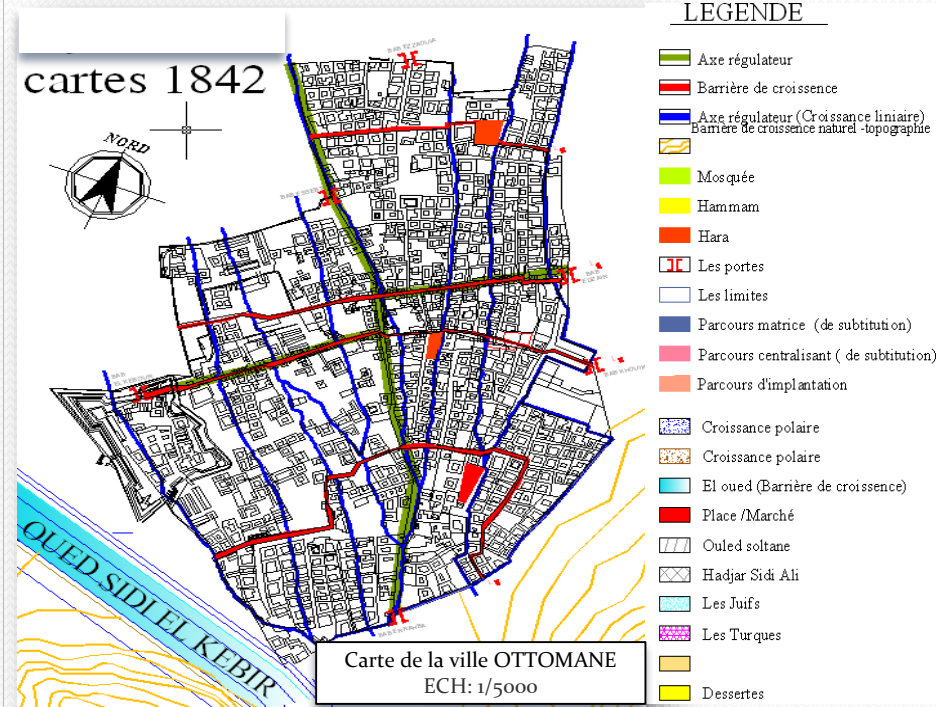 cartes 1842
NORD
LEGENDE
Axe régulateur
Barrière de croissence
Axe régulateur (Croissance liniaire)
Barrière de croissence naturel -topographie
Mosquée
Hammam
Hara
Les portes
Les limites
Parcours matrice (de subtitution)
Parcours centralisant ( de subtitution)
Parcours d'implantation
Croissance polaire
Croissance polaire
El oued (Barrière de croissence)
Place /Marché
Ouled soltane
Hadjar Sidi Ali
Les Juifs
Les Turques
Dessertes
OUED SIDI EL KEBIR
Carte de la ville OTTOMANE
ECH: 1/5000